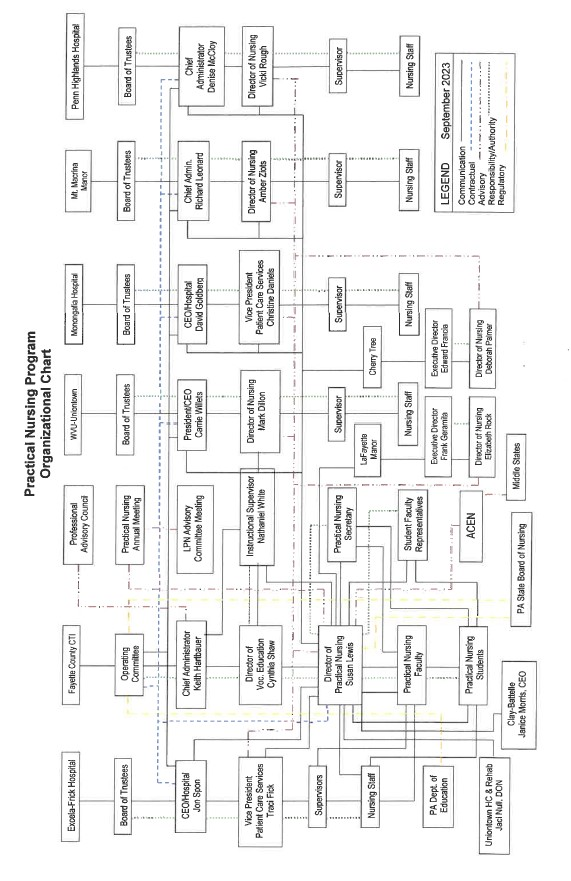 Practical Nursing Program
Organizational Chart
Excela-Frick Hospital
Fayette County CTI
Professional
Advisory Council
WVU-Uniontown
Monongalia Hospital
Mt. Macrina
Manor
Penn Highlands Hospital
Board of Trustees
Operating
Committee
Practical Nursing
Annual Meeting
Board of Trustees
Board of Trustees
Board of Trustees
Board of Trustees
CEO/Hospital
Jon Spon
Chief Administrator
Keith Hartbauer
LPN Advisory
Committee Meeting
President/CEO
Carrie Willets
CEO/Hospital
David Goldberg
Chief Admin.
Richard Leonard
Chief
Administrator
Denise McCloy
Vice President
Patient Care Services
Traci Fick
Director of
Voc. Education
Cynthia Shaw
Instructional Supervisor
Nathaniel White
Director of Nursing
Mark Dillon
Vice President
Patient Care Services
Christine Daniels
Director of Nursing
Amber Zlots
Director of Nursing
Vicki Rough
Supervisors
Director of
Practical Nursing
Susan Lewis
Practical Nursing
Secretary
Supervisor
Supervisor
Supervisor
Supervisor
Nursing Staff
LaFayette
Manor
Cherry Tree
Practical Nursing
Faculty
Student Faculty
Representatives
Nursing Staff
Nursing Staff
Nursing Staff
Nursing Staff
PA Dept. of
Education
Executive Director
Frank Geramita
Executive Director
Edward Francis
Practical Nursing
Students
ACEN
Director of Nursing
Elizabeth Rock
Director of Nursing
Deborah Palmer
Uniontown HC & Rehab
Jaci Null, DON
Clay-Battelle
Janice Morris, CEO
PA State Board of Nursing
Middle States
LEGEND September 2023
Communication
Contractual
Advisory
Responsibility/Authority
Regulatory